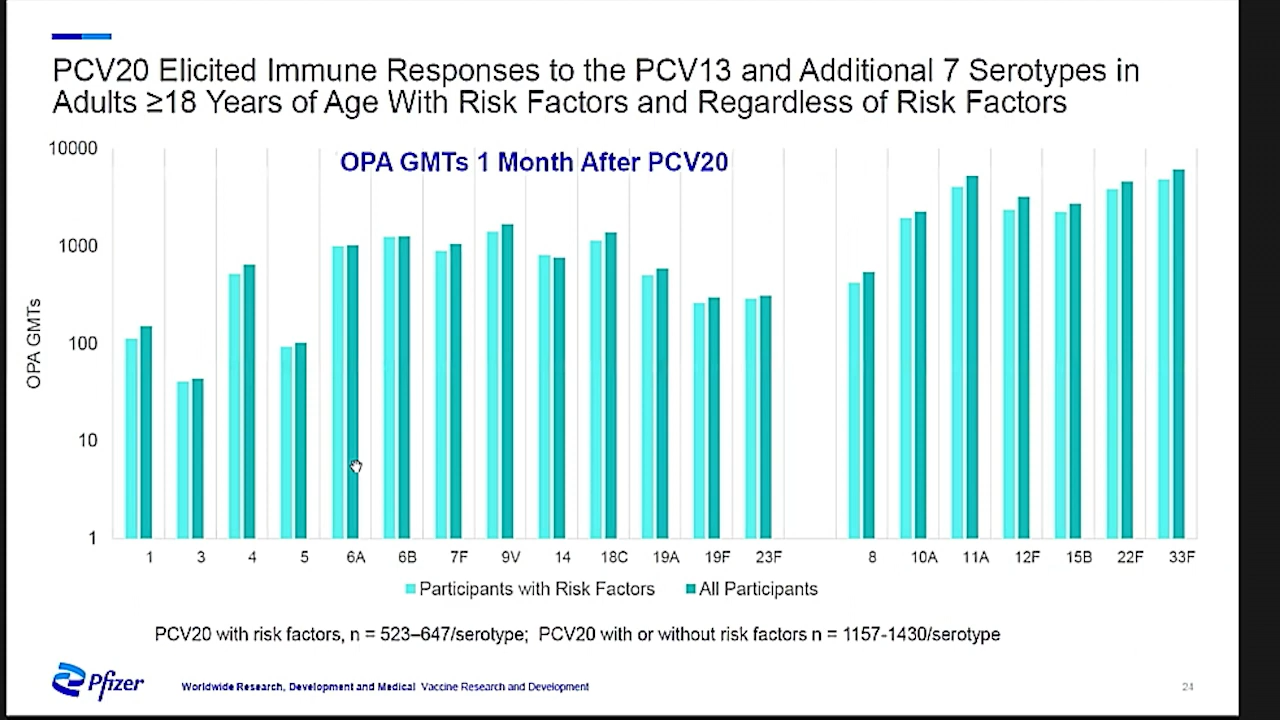 PCV20 Elicited Immune Responses to the PCV13 and Additional 7 Serotypes in
Adults ≥18 Years of Age With Risk Factors and Regardless of Risk Factors
OPA GMTs 1 Month After PCV20
10000
1000
100
10
1
OPA GMTs
1 3 4 5 6A 6B 7F 9V 14 18C 19A 19F 23F 8 10A 11A 12F 15B 22F 33F
Participants with Risk Factors All Participants
PCV20 with risk factors, n = 523–647/serotype; PCV20 with or without risk factors n = 1157-1430/serotype
Pfizer
Worldwide Research, Development and Medical Vaccine Research and Development
24